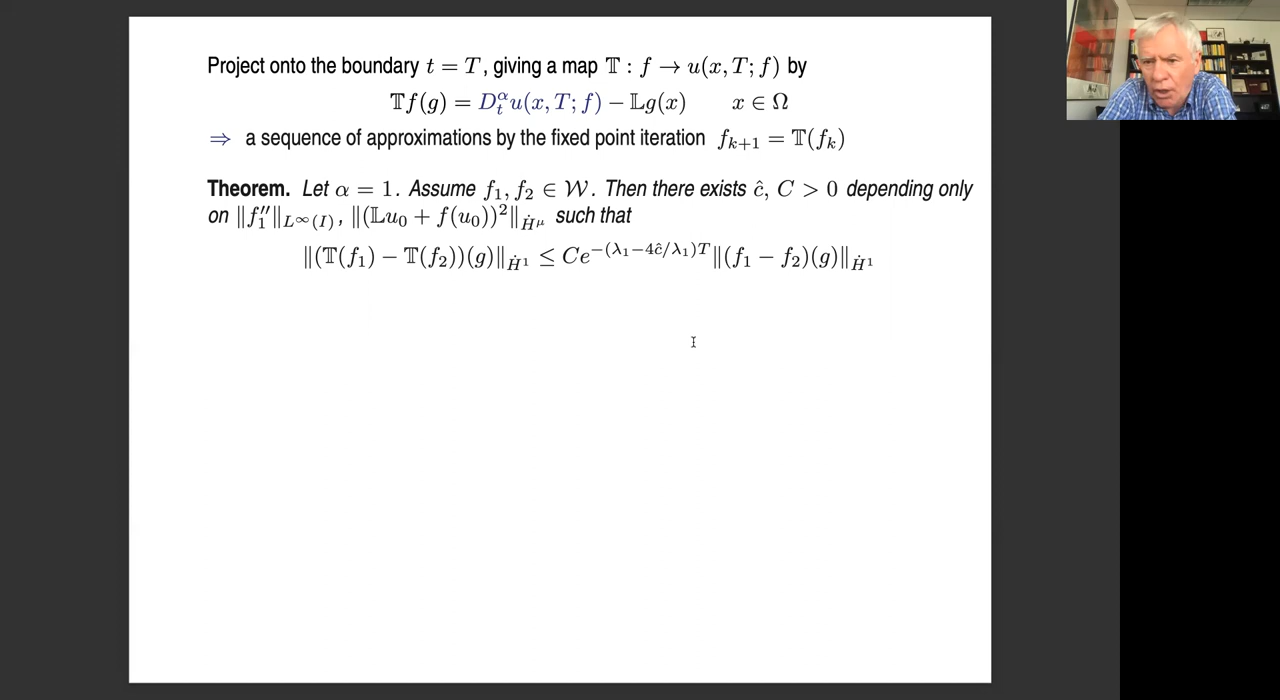 Project onto the boundary t = T, giving a map 𝕋 : f → u(x, T; f) by
𝕋f(g) = D_t^α u(x, T; f) − 𝕃g(x) x ∈ Ω
⇒ a sequence of approximations by the fixed point iteration f_{k+1} = 𝕋(f_k)
Theorem. Let α = 1. Assume f_1, f_2 ∈ 𝒲. Then there exists ĉ, C > 0 depending only
on ‖f_1''‖_{L^∞(I)}, ‖(𝕃u_0 + f(u_0))^2‖_{Ḣ^μ} such that
‖(𝕋(f_1) − 𝕋(f_2))(g)‖_{Ḣ^1} ≤ Ce^{−(λ_1−4ĉ/λ_1)T}‖(f_1 − f_2)(g)‖_{Ḣ^1}